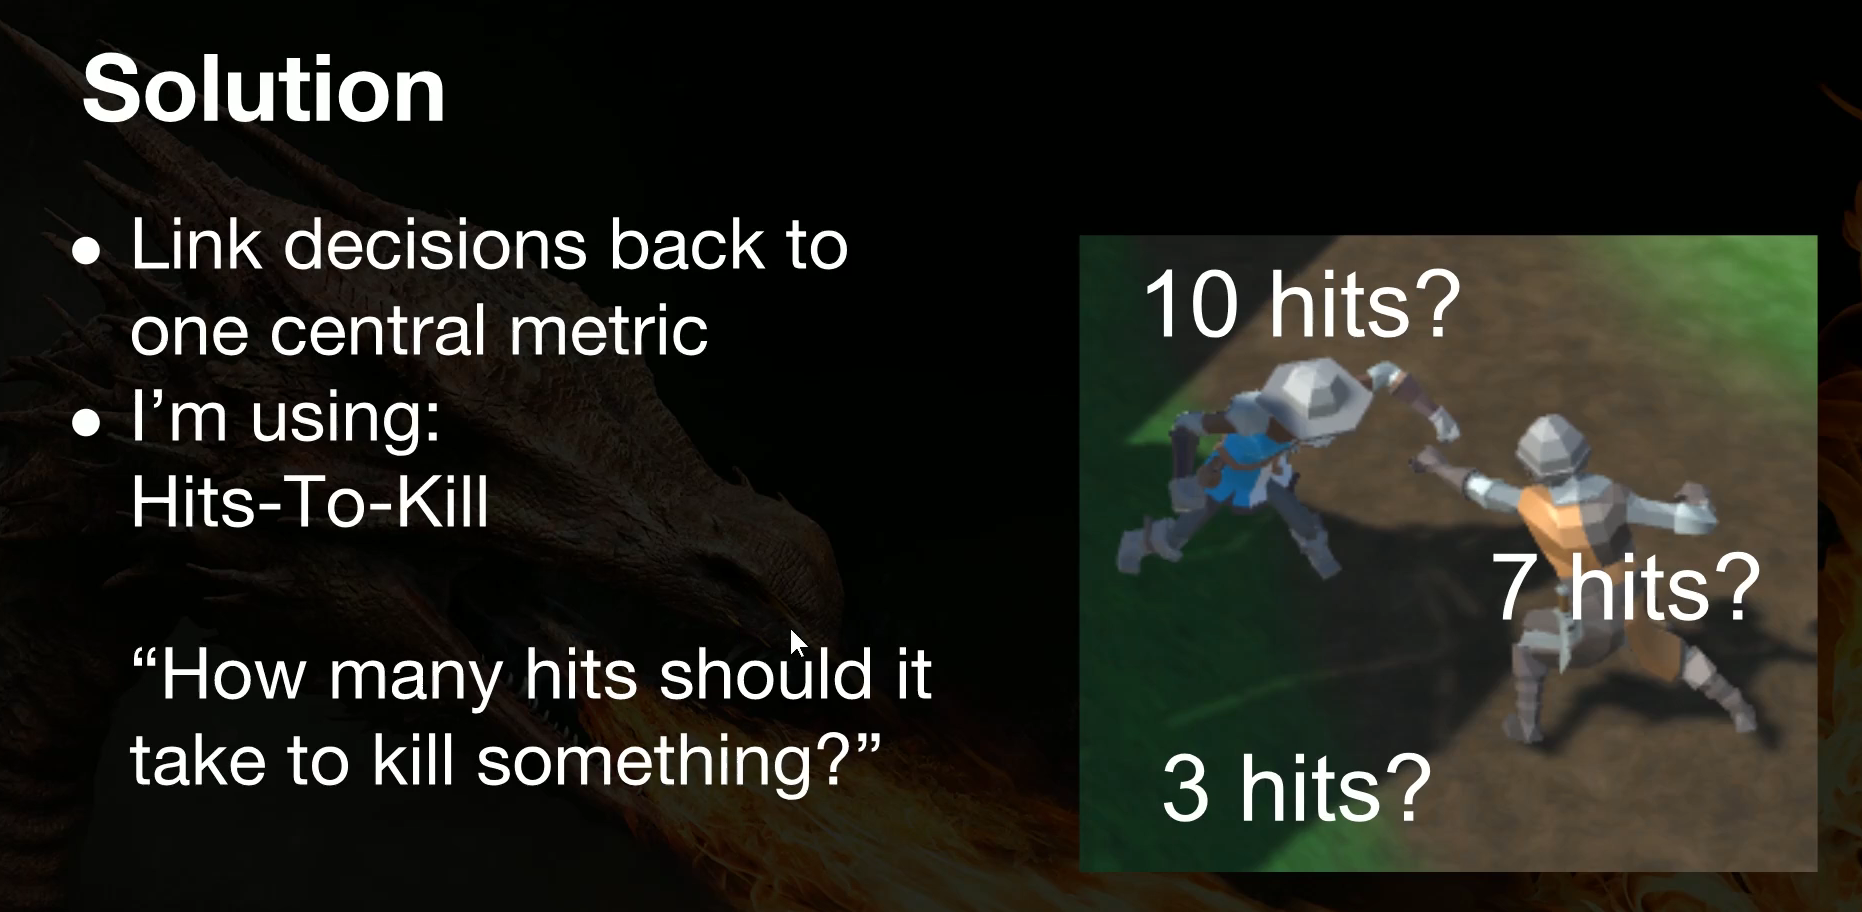 Solution
• Link decisions back to
one central metric
• I’m using:
Hits-To-Kill
“How many hits should it
take to kill something?”
10 hits?
7 hits?
3 hits?